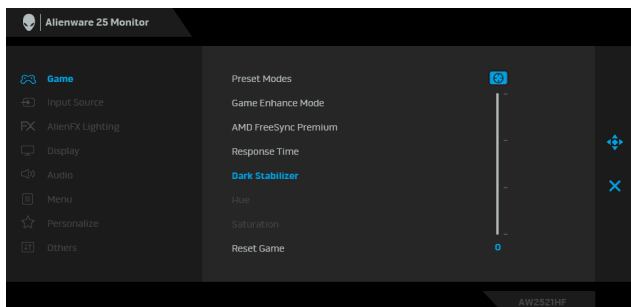 Alienware 25 Monitor
Game
Input Source
AlienFX Lighting
Display
Audio
Menu
Personalize
Others
Preset Modes
Game Enhance Mode
AMD FreeSync Premium
Response Time
Dark Stabilizer
Hue
Saturation
Reset Game
0
AW2521HF